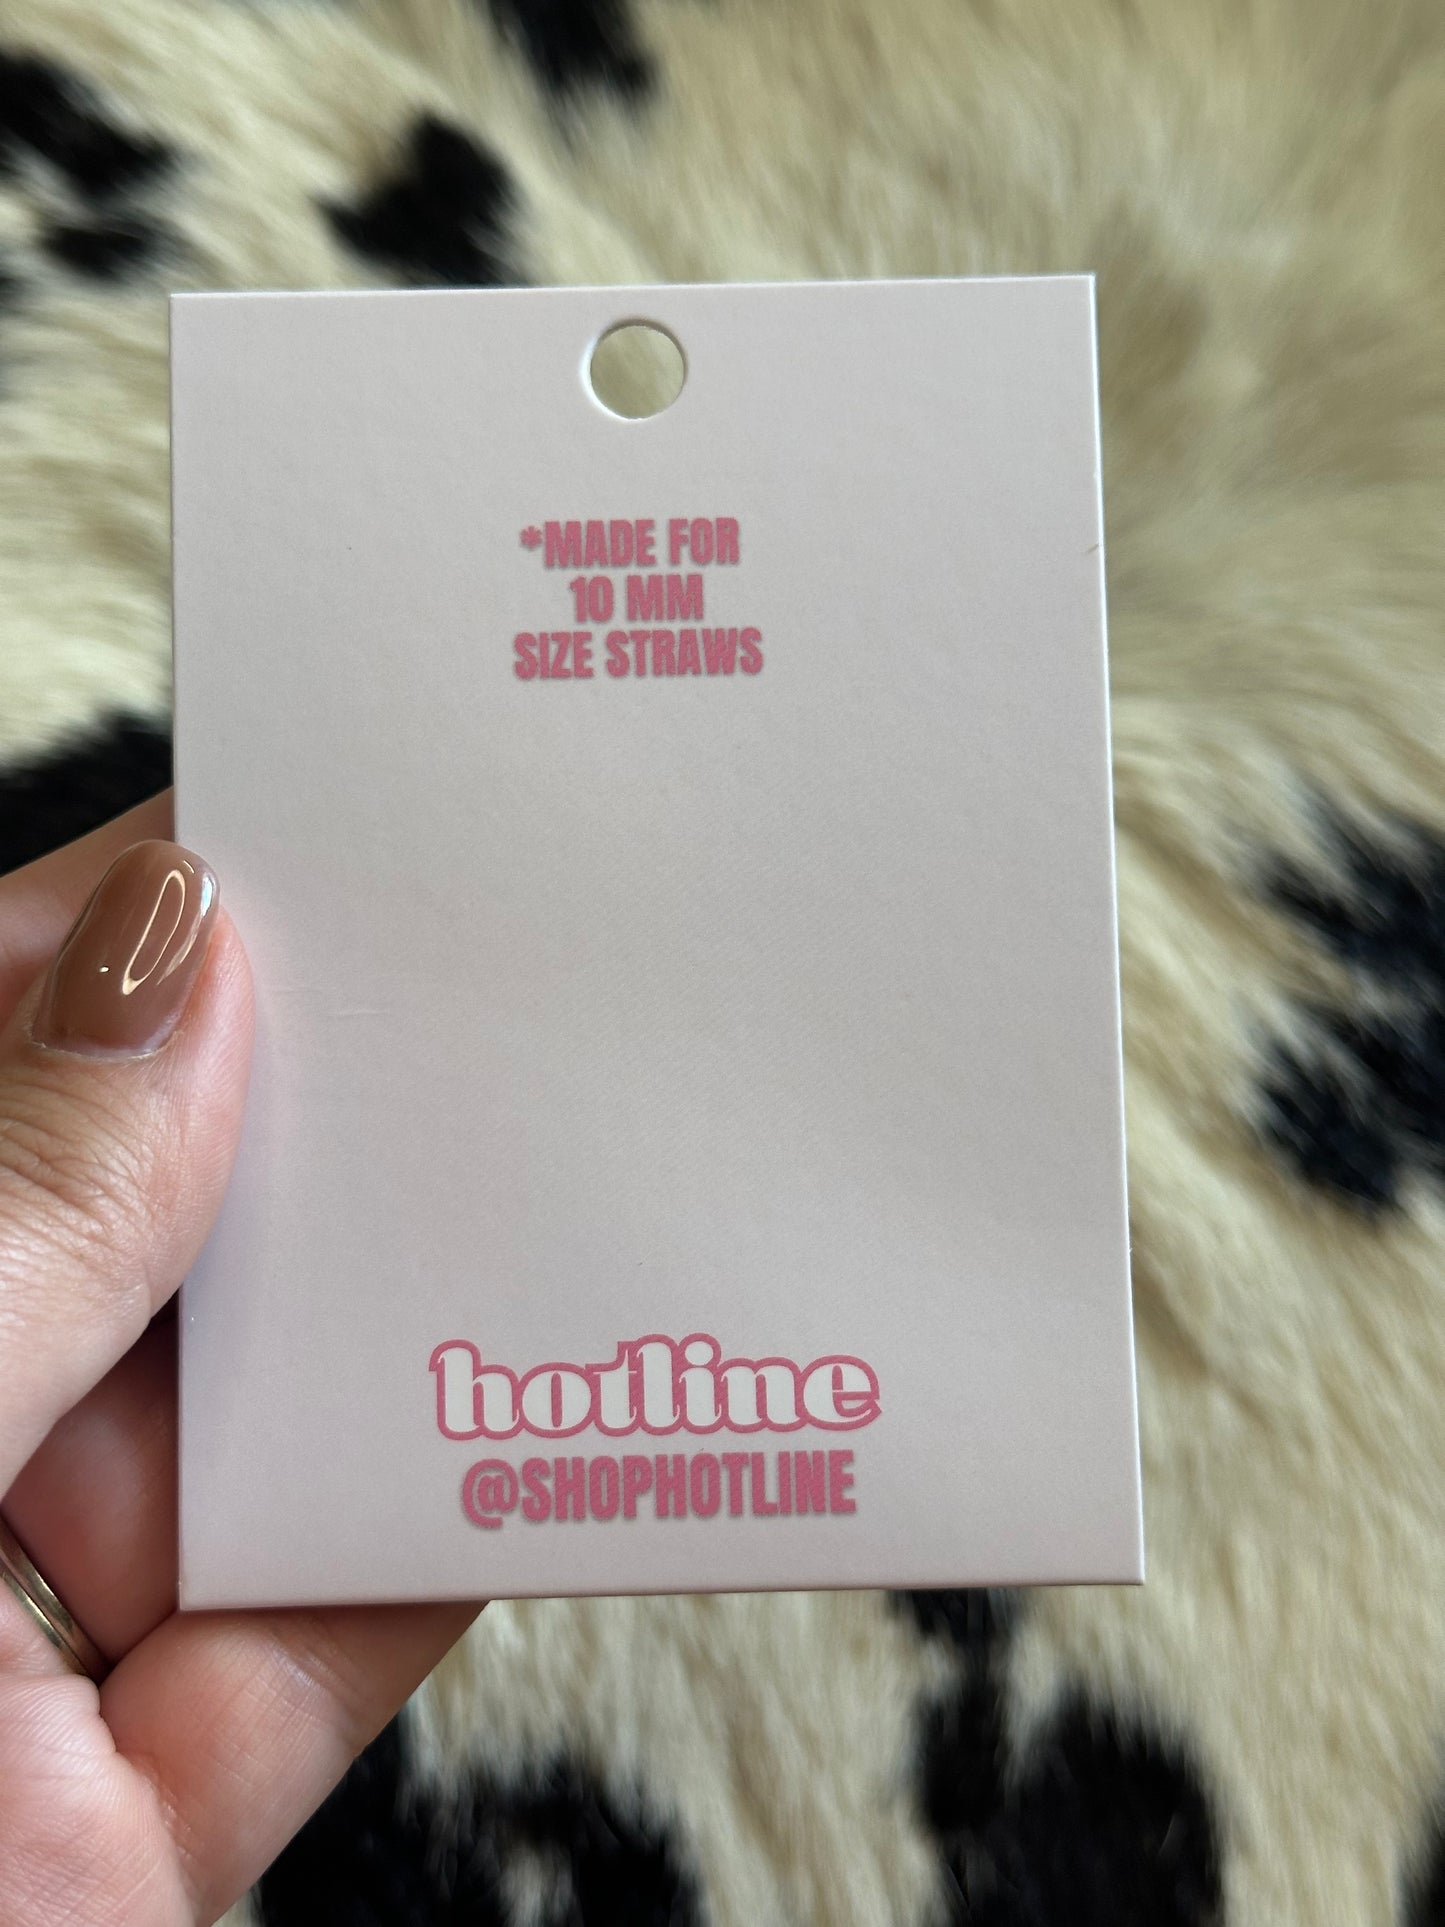 *MADE FOR
10 MM
SIZE STRAWS
hotline
@SHOPHOTLINE